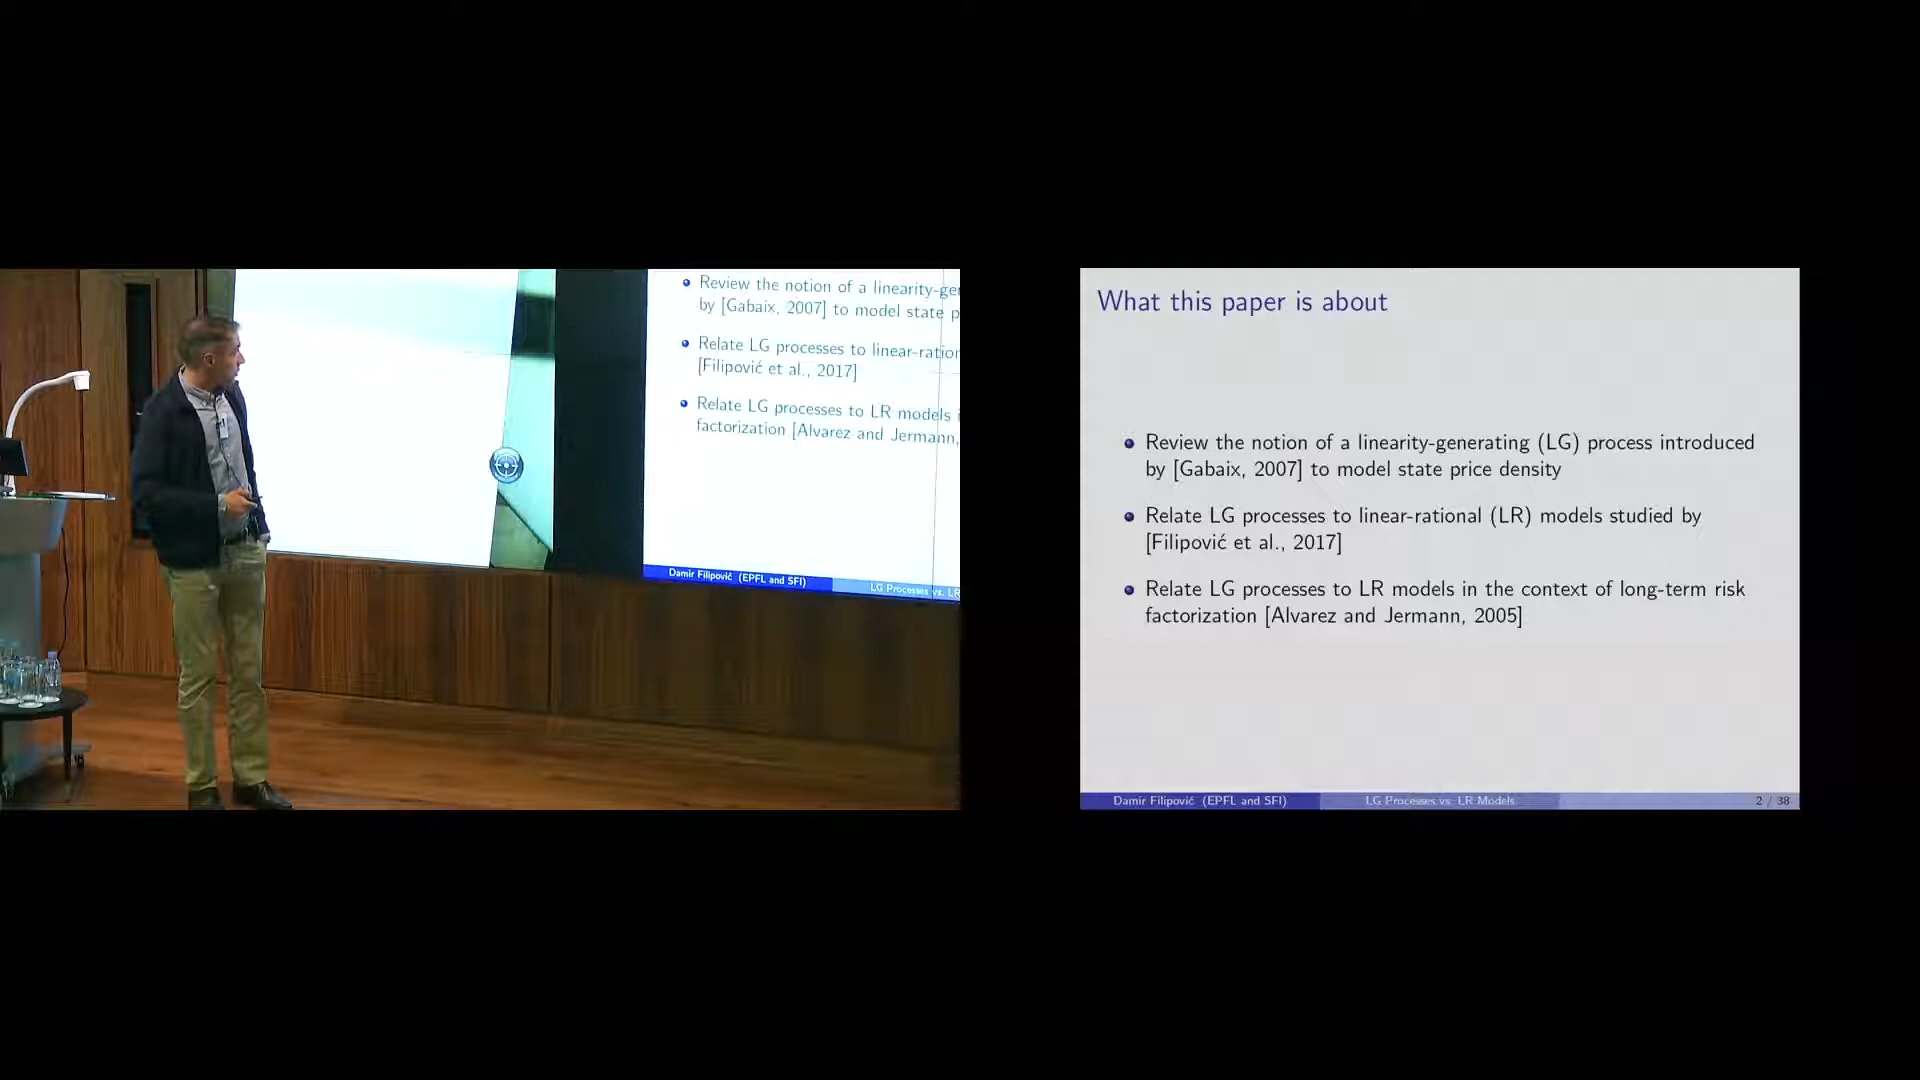 Review the notion of a linearity-ge
by [Gabaix, 2007] to model state p
Relate LG processes to linear-ration
[Filipović et al., 2017]
Relate LG processes to LR models i
factorization [Alvarez and Jermann,
Damir Filipović (EPFL and SFI)
LG Processes vs. LR
What this paper is about
Review the notion of a linearity-generating (LG) process introduced
by [Gabaix, 2007] to model state price density
Relate LG processes to linear-rational (LR) models studied by
[Filipović et al., 2017]
Relate LG processes to LR models in the context of long-term risk
factorization [Alvarez and Jermann, 2005]
Damir Filipović (EPFL and SFI)
LG Processes vs. LR Models
2 / 38